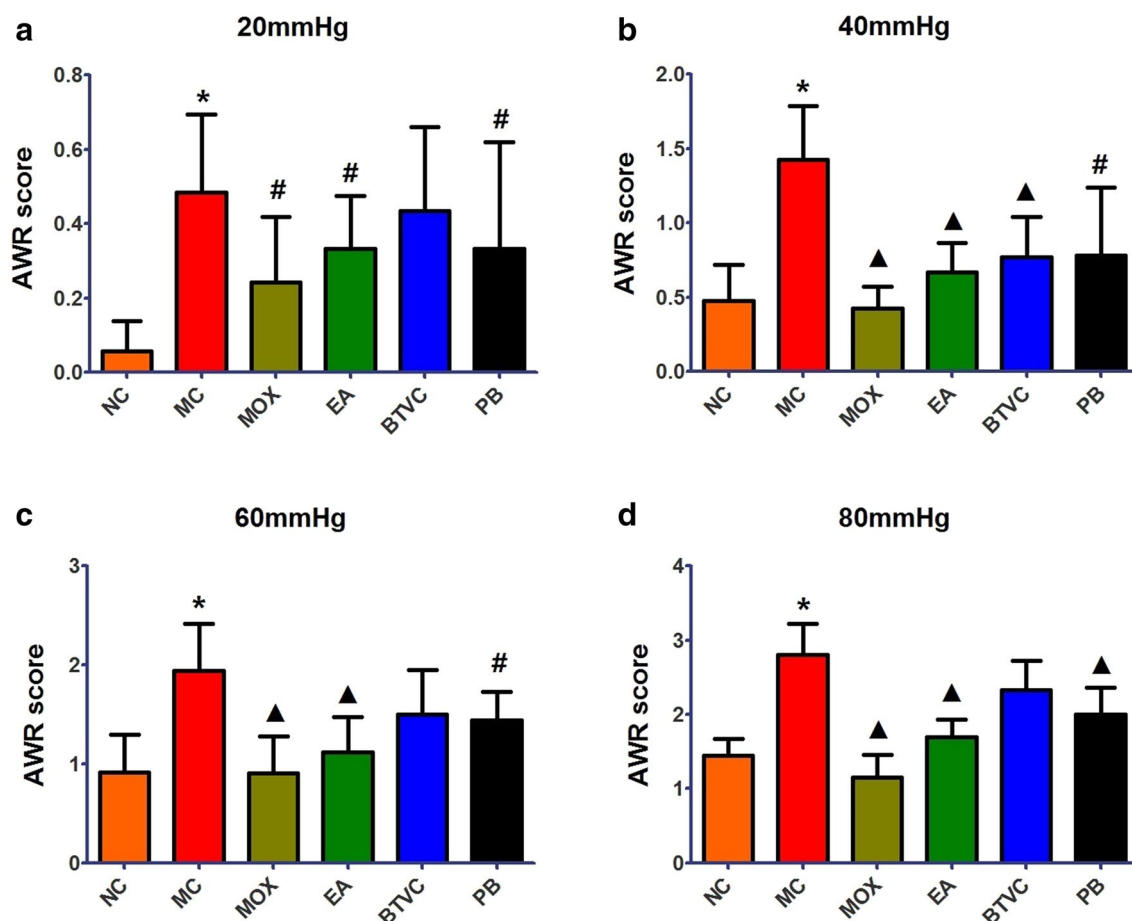 a
20mmHg
AWR score
0.8
0.6
0.4
0.2
0.0
*
#
#
#
NC
MC
MOX
EA
BTVC
PB
b
40mmHg
AWR score
2.0
1.5
1.0
0.5
0.0
*
▲
▲
▲
#
NC
MC
MOX
EA
BTVC
PB
c
60mmHg
AWR score
3
2
1
0
*
▲
▲
#
NC
MC
MOX
EA
BTVC
PB
d
80mmHg
AWR score
4
3
2
1
0
*
▲
▲
▲
NC
MC
MOX
EA
BTVC
PB